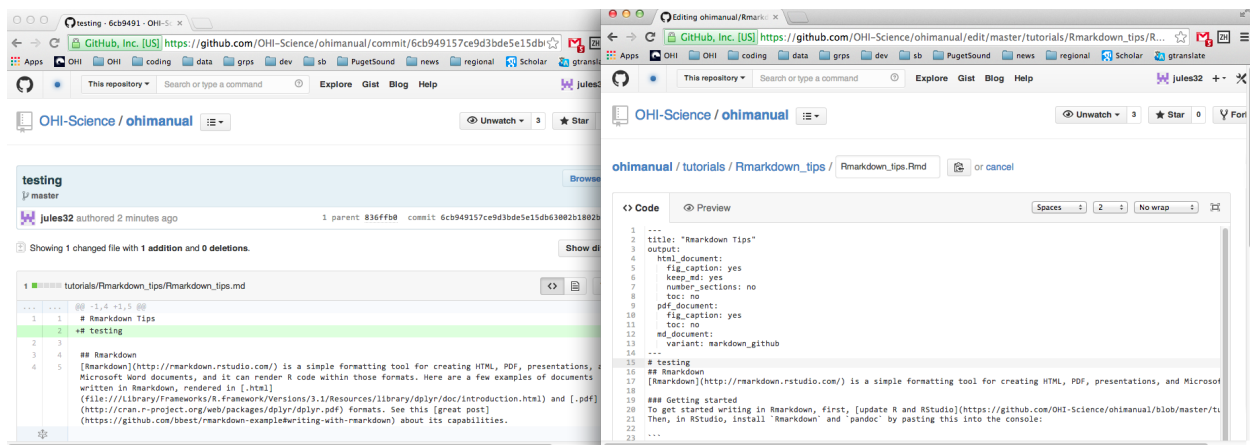 testing · 6cb9491 · OHI-Sc
GitHub, Inc. [US] https://github.com/OHI-Science/ohimanual/commit/6cb949157ce9d3bde5e15db
Apps OHI OHI coding data grps dev sb PugetSound news regional Scholar gtransla
This repository Search or type a command Explore Gist Blog Help jules3
OHI-Science / ohimanual Unwatch 3 Star
testing Browse
master
jules32 authored 2 minutes ago 1 parent 836ffb0 commit 6cb949157ce9d3bde5e15db63002b1802b
Showing 1 changed file with 1 addition and 0 deletions. Show di
1 tutorials/Rmarkdown_tips/Rmarkdown_tips.md <>
... ... @@ -1,4 +1,5 @@
1 1 # Rmarkdown Tips
2 +# testing
2 3
3 4 ## Rmarkdown
4 5 [Rmarkdown](http://rmarkdown.rstudio.com/) is a simple formatting tool for creating HTML, PDF, presentations, a
Microsoft Word documents, and it can render R code within those formats. Here are a few examples of documents
written in Rmarkdown, rendered in [.html]
(file:///Library/Frameworks/R.framework/Versions/3.1/Resources/library/dplyr/doc/introduction.html) and [.pdf]
(http://cran.r-project.org/web/packages/dplyr/dplyr.pdf) formats. See this [great post]
(https://github.com/bbest/rmarkdown-example#writing-with-rmarkdown) about its capabilities.
Editing ohimanual/Rmark
GitHub, Inc. [US] https://github.com/OHI-Science/ohimanual/edit/master/tutorials/Rmarkdown_tips/R... ZH
Apps OHI OHI coding data grps dev sb PugetSound news regional Scholar gtranslate
This repository Search or type a command Explore Gist Blog Help jules32
OHI-Science / ohimanual Unwatch 3 Star 0 Forl
ohimanual / tutorials / Rmarkdown_tips / Rmarkdown_tips.Rmd or cancel
<> Code Preview Spaces 2 No wrap
1 ---
2 title: "Rmarkdown Tips"
3 output:
4 html_document:
5 fig_caption: yes
6 keep_md: yes
7 number_sections: no
8 toc: no
9 pdf_document:
10 fig_caption: yes
11 toc: no
12 md_document:
13 variant: markdown_github
14 ---
15 # testing
16 ## Rmarkdown
17 [Rmarkdown](http://rmarkdown.rstudio.com/) is a simple formatting tool for creating HTML, PDF, presentations, and Microsof
18
19 ### Getting started
20 To get started writing in Rmarkdown, first, [update R and RStudio](https://github.com/OHI-Science/ohimanual/blob/master/tu
21 Then, in RStudio, install `Rmarkdown` and `pandoc` by pasting this into the console:
22
23 ...